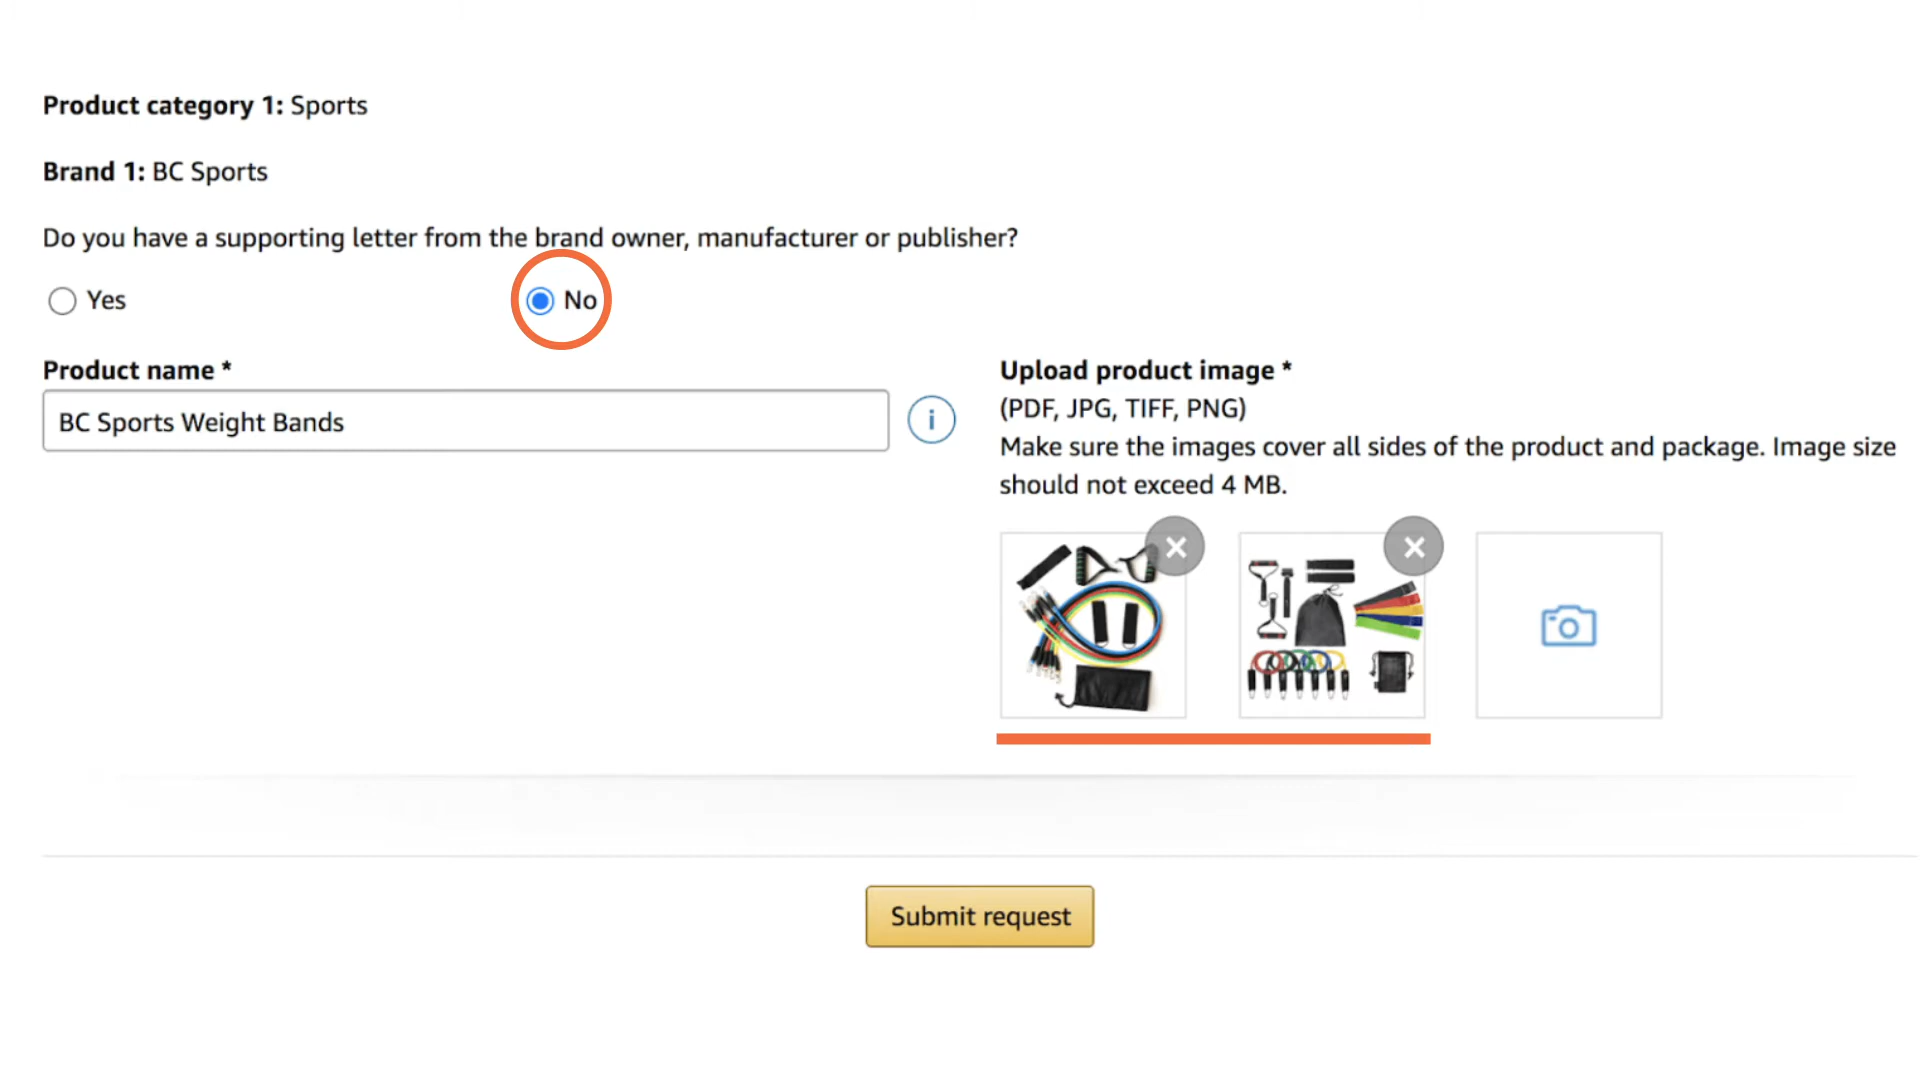 Product category 1: Sports
Brand 1: BC Sports
Do you have a supporting letter from the brand owner, manufacturer or publisher?
Yes
No
Product name *
BC Sports Weight Bands
i
Upload product image *
(PDF, JPG, TIFF, PNG)
Make sure the images cover all sides of the product and package. Image size
should not exceed 4 MB.
Submit request